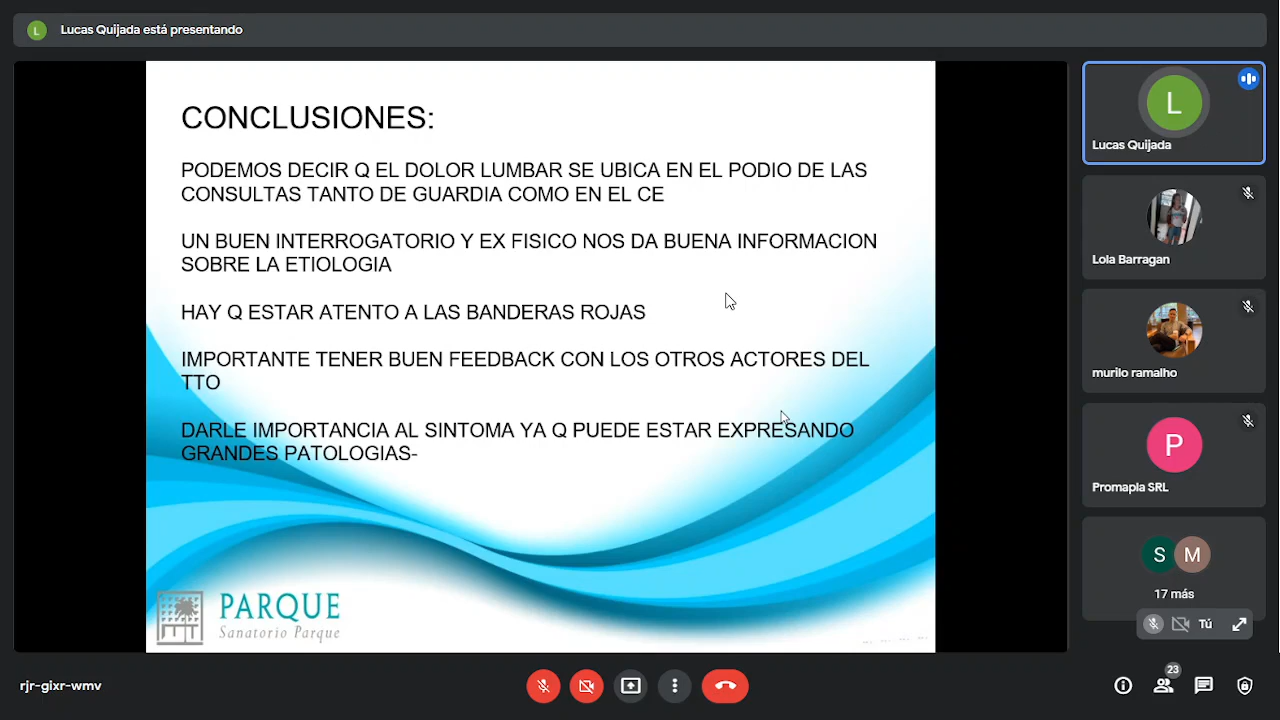 L
Lucas Quijada está presentando
CONCLUSIONES:
PODEMOS DECIR Q EL DOLOR LUMBAR SE UBICA EN EL PODIO DE LAS
CONSULTAS TANTO DE GUARDIA COMO EN EL CE
UN BUEN INTERROGATORIO Y EX FISICO NOS DA BUENA INFORMACION
SOBRE LA ETIOLOGIA
HAY Q ESTAR ATENTO A LAS BANDERAS ROJAS
IMPORTANTE TENER BUEN FEEDBACK CON LOS OTROS ACTORES DEL
TTO
DARLE IMPORTANCIA AL SINTOMA YA Q PUEDE ESTAR EXPRESANDO
GRANDES PATOLOGIAS-
PARQUE
Sanatorio Parque
L
Lucas Quijada
Lola Barragan
murilo ramalho
P
Promapla SRL
S M
17 más
Tú
rjr-gixr-wmv
23